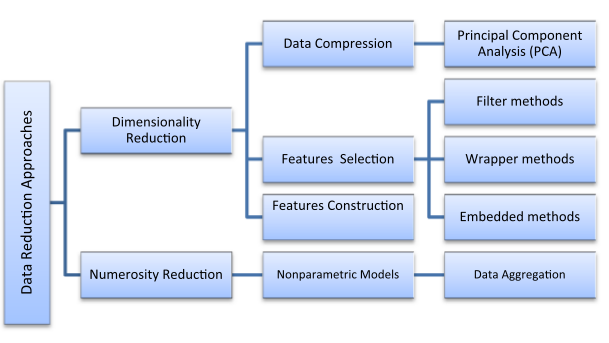 Data Reduction Approaches
Dimensionality
Reduction
Data Compression
Principal Component
Analysis (PCA)
Features Selection
Filter methods
Wrapper methods
Embedded methods
Features Construction
Numerosity Reduction
Nonparametric Models
Data Aggregation